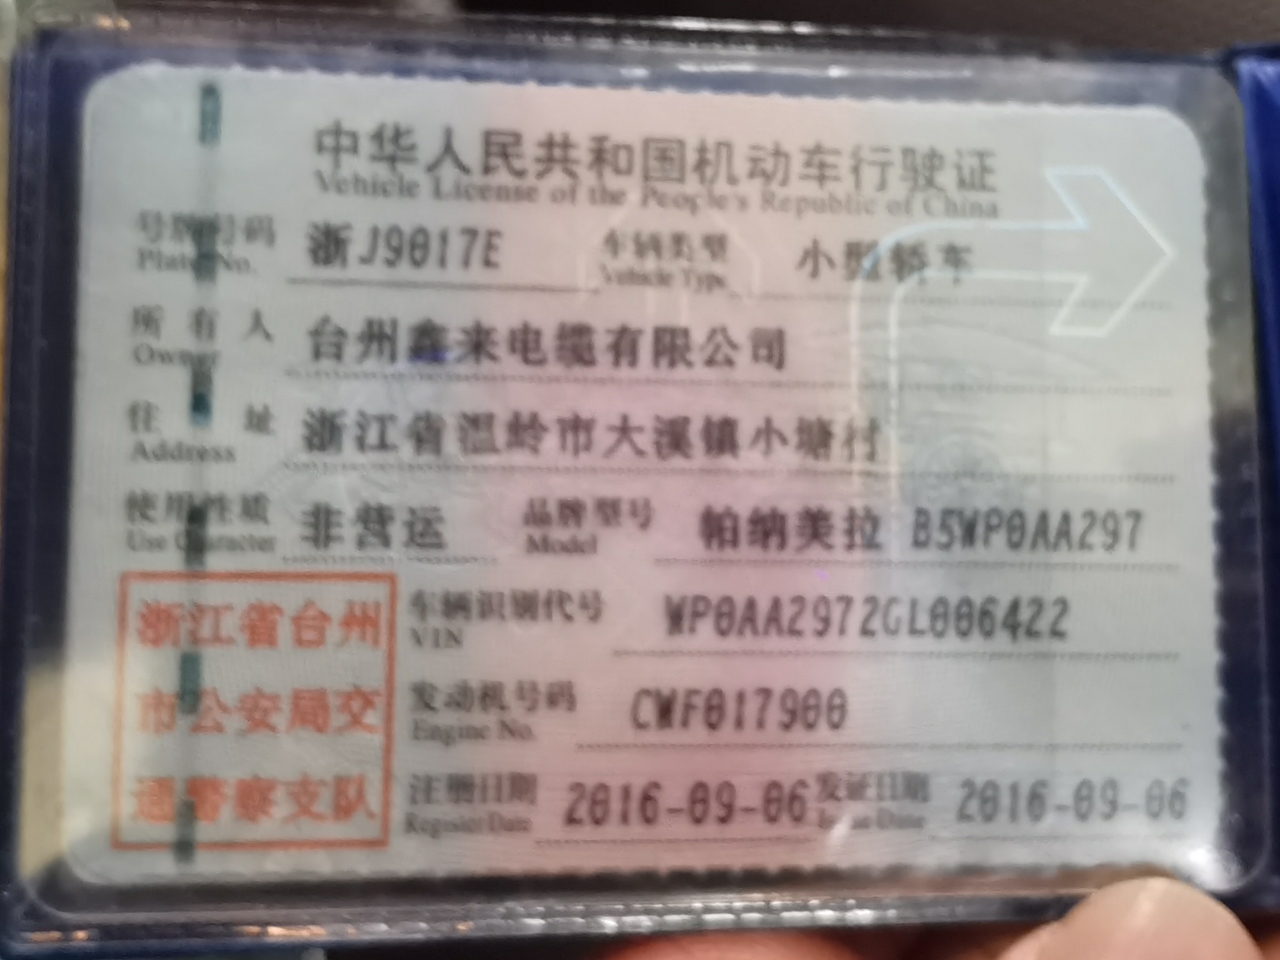 中华人民共和国机动车行驶证
Vehicle License of the People's Republic of China
号牌号码 浙J9017E 车辆类型 小型轿车
Plate No. Vehicle Type
所有人 台州鑫来电缆有限公司
Owner
住址 浙江省温岭市大溪镇小塘村
Address
使用性质 非营运 品牌型号 帕纳美拉 B5WP0AA297
Use Character Model
浙江省台州
市公安局交
通警察支队
车辆识别代号 WP0AA2972GL006422
VIN
发动机号码 CWF017900
Engine No.
注册日期 2016-09-06 发证日期 2016-09-06
Register Date Issue Date